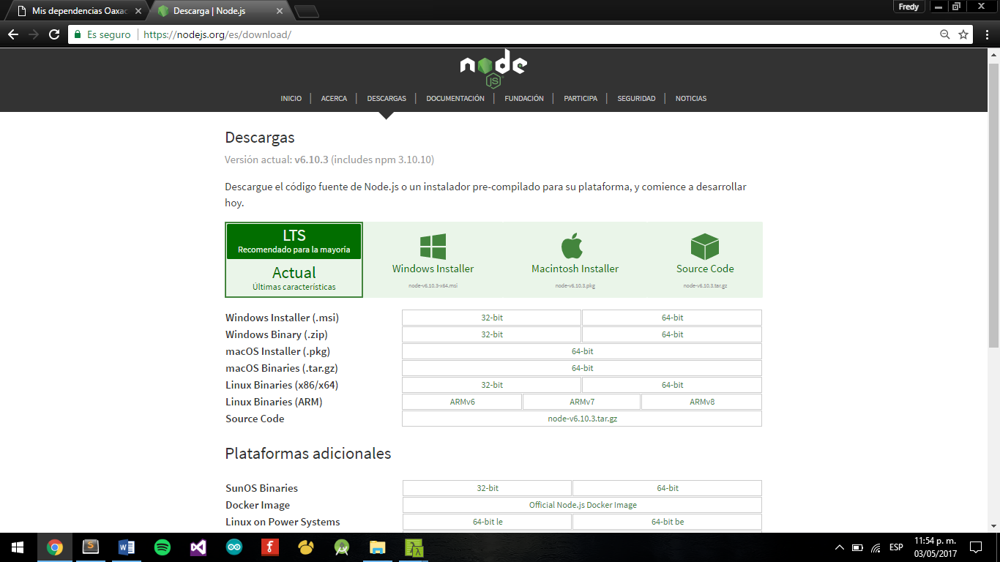 Mis dependencias Oaxac
Descarga | Node.js
Fredy
Es seguro
https://nodejs.org/es/download/
node
JS
INICIO
ACERCA
DESCARGAS
DOCUMENTACIÓN
FUNDACIÓN
PARTICIPA
SEGURIDAD
NOTICIAS
Descargas
Versión actual: v6.10.3 (includes npm 3.10.10)
Descargue el código fuente de Node.js o un instalador pre-compilado para su plataforma, y comience a desarrollar
hoy.
LTS
Recomendado para la mayoría
Actual
Últimas características
Windows Installer
node-v6.10.3-x64.msi
Macintosh Installer
node-v6.10.3.pkg
Source Code
node-v6.10.3.tar.gz
Windows Installer (.msi) 32-bit 64-bit
Windows Binary (.zip) 32-bit 64-bit
macOS Installer (.pkg) 64-bit
macOS Binaries (.tar.gz) 64-bit
Linux Binaries (x86/x64) 32-bit 64-bit
Linux Binaries (ARM) ARMv6 ARMv7 ARMv8
Source Code node-v6.10.3.tar.gz
Plataformas adicionales
SunOS Binaries 32-bit 64-bit
Docker Image Official Node.js Docker Image
Linux on Power Systems 64-bit le 64-bit be
ESP
11:54 p. m.
03/05/2017